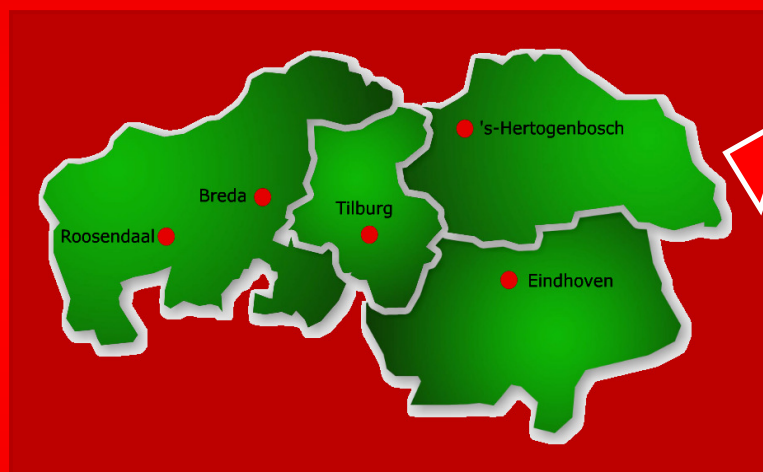 's-Hertogenbosch
Breda
Tilburg
Roosendaal
Eindhoven